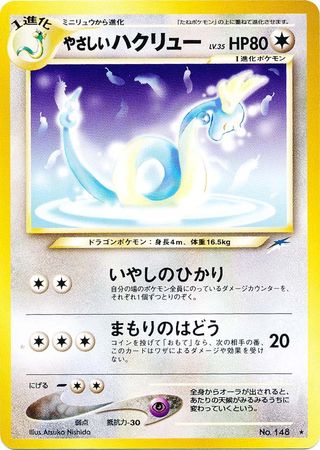 1進化
ミニリュウから進化
「たねポケモン」の上に重ねて進化させます。
やさしいハクリュー LV.35 HP80
1進化ポケモン
ドラゴンポケモン：身長4m、体重16.5kg
いやしのひかり
自分の場のポケモン全員にのっているダメージカウンターを、
それぞれ1個ずつとりのぞく。
まもりのはどう 20
コインを投げて「おもて」なら、次の相手の番、
このカードはワザによるダメージや効果を受け
ない。
にげる
弱点
抵抗力 -30
全身からオーラが出されると、
あたりの天候がみるみるうちに
変わっていくという。
Illus. Atsuko Nishida
No. 148